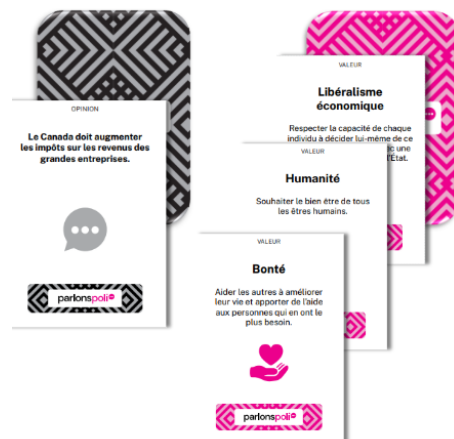 OPINION
Le Canada doit augmenter
les impôts sur les revenus des
grandes entreprises.
parlonspoli
VALEUR
Libéralisme
économique
Respecter la capacité de chaque
individu à décider lui-même de ce
ec une
l'État.
VALEUR
Humanité
Souhaiter le bien être de tous
les êtres humains.
VALEUR
Bonté
Aider les autres à améliorer
leur vie et apporter de l'aide
aux personnes qui en ont le
plus besoin.
parlonspoli